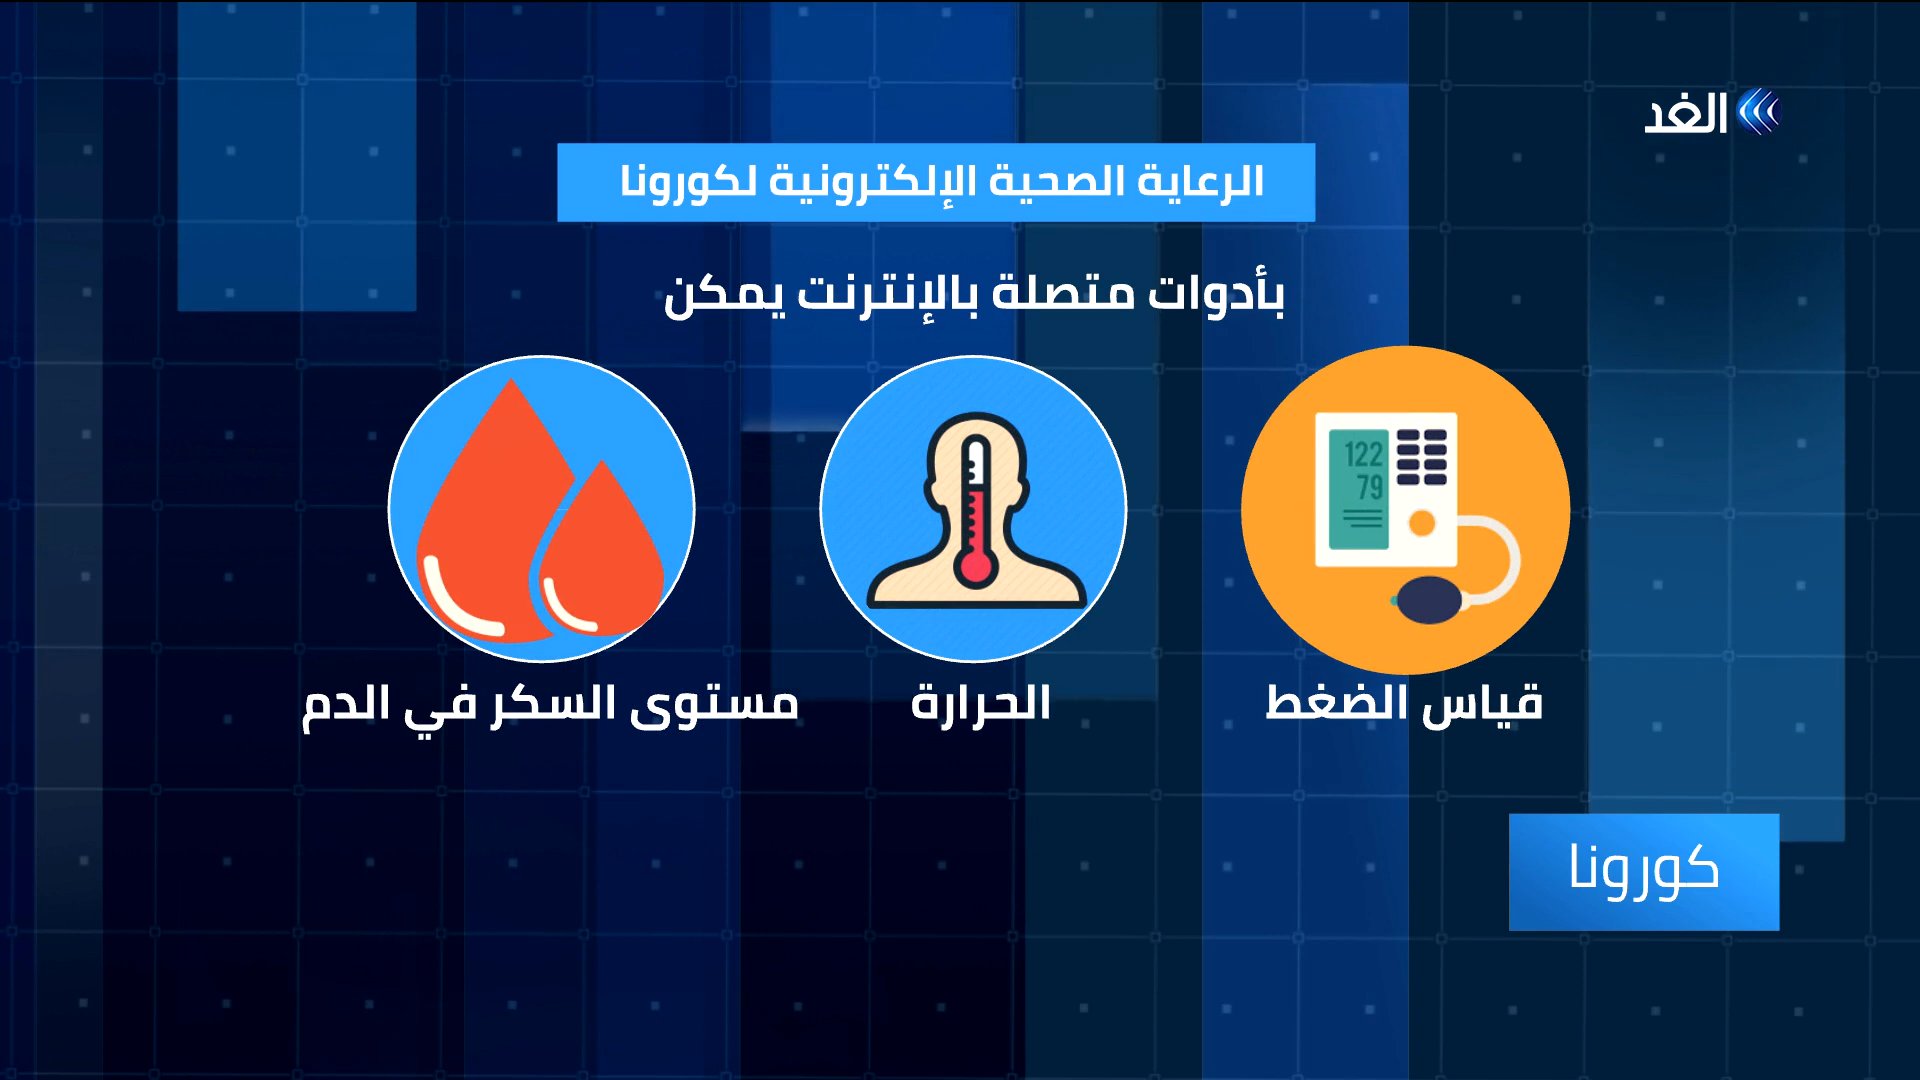 الغد
الرعاية الصحية الإلكترونية لكورونا
بأدوات متصلة بالإنترنت يمكن
122
79
قياس الضغط
الحرارة
مستوى السكر في الدم
كورونا